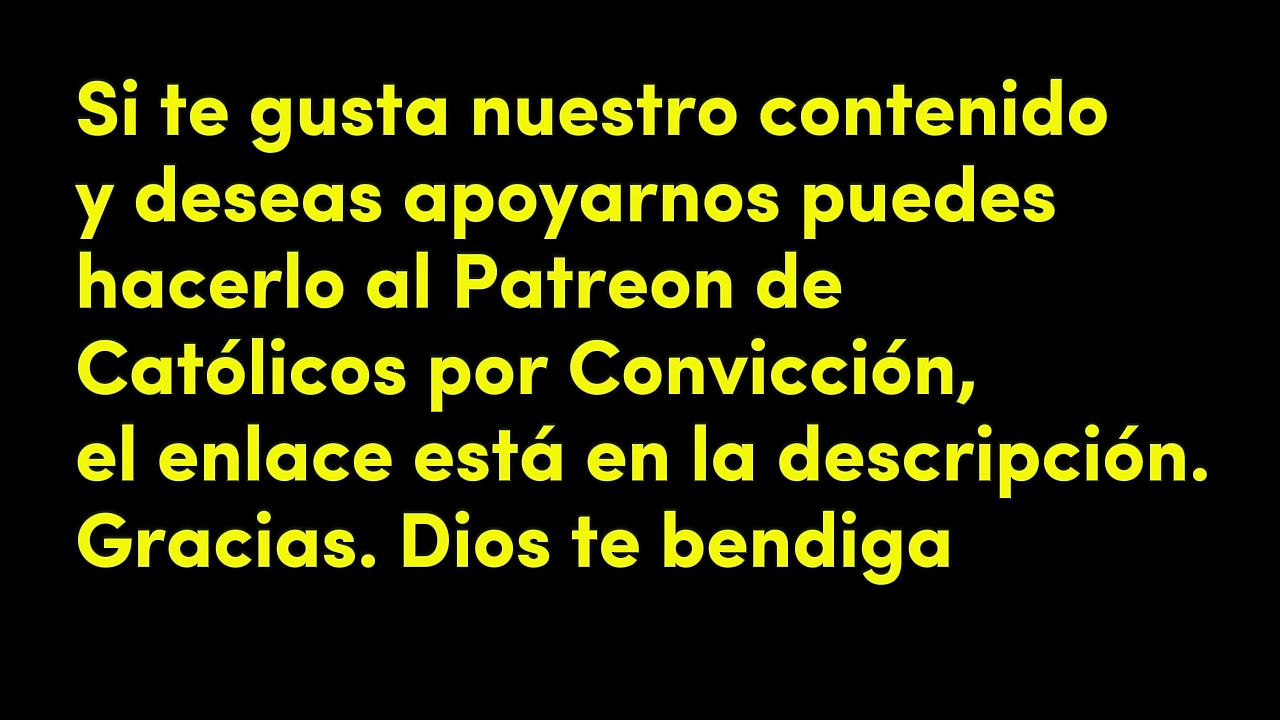 Si te gusta nuestro contenido
y deseas apoyarnos puedes
hacerlo al Patreon de
Católicos por Convicción,
el enlace está en la descripción.
Gracias. Dios te bendiga